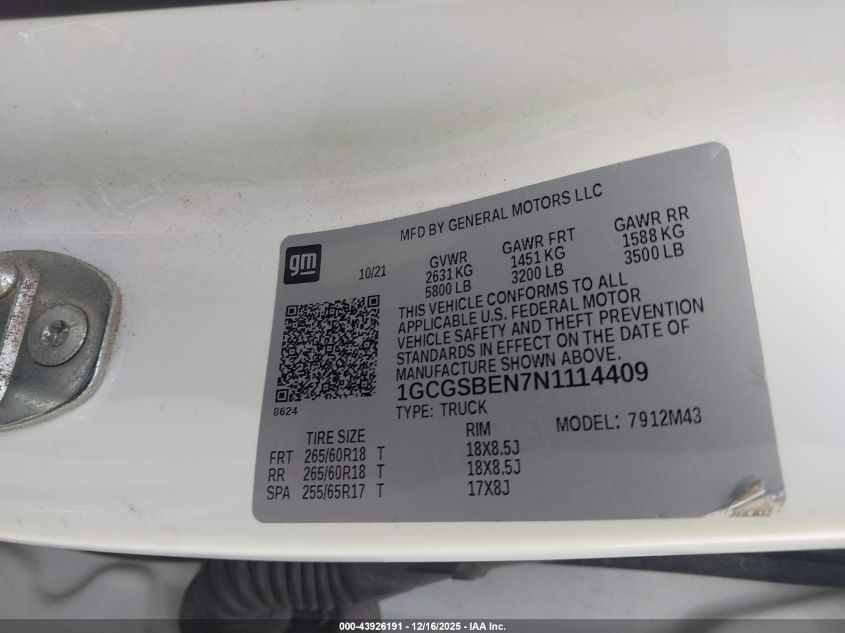 MFD BY GENERAL MOTORS LLC
gm
10/21
GVWR GAWR FRT GAWR RR
2631 KG 1451 KG 1588 KG
5800 LB 3200 LB 3500 LB
THIS VEHICLE CONFORMS TO ALL
APPLICABLE U.S. FEDERAL MOTOR
VEHICLE SAFETY AND THEFT PREVENTION
STANDARDS IN EFFECT ON THE DATE OF
MANUFACTURE SHOWN ABOVE.
1GCGSBEN7N1114409
8624
TYPE: TRUCK
MODEL: 7912M43
TIRE SIZE RIM
FRT 265/60R18 T 18X8.5J
RR 265/60R18 T 18X8.5J
SPA 255/65R17 T 17X8J
000-43926191 - 12/16/2025 - IAA Inc.